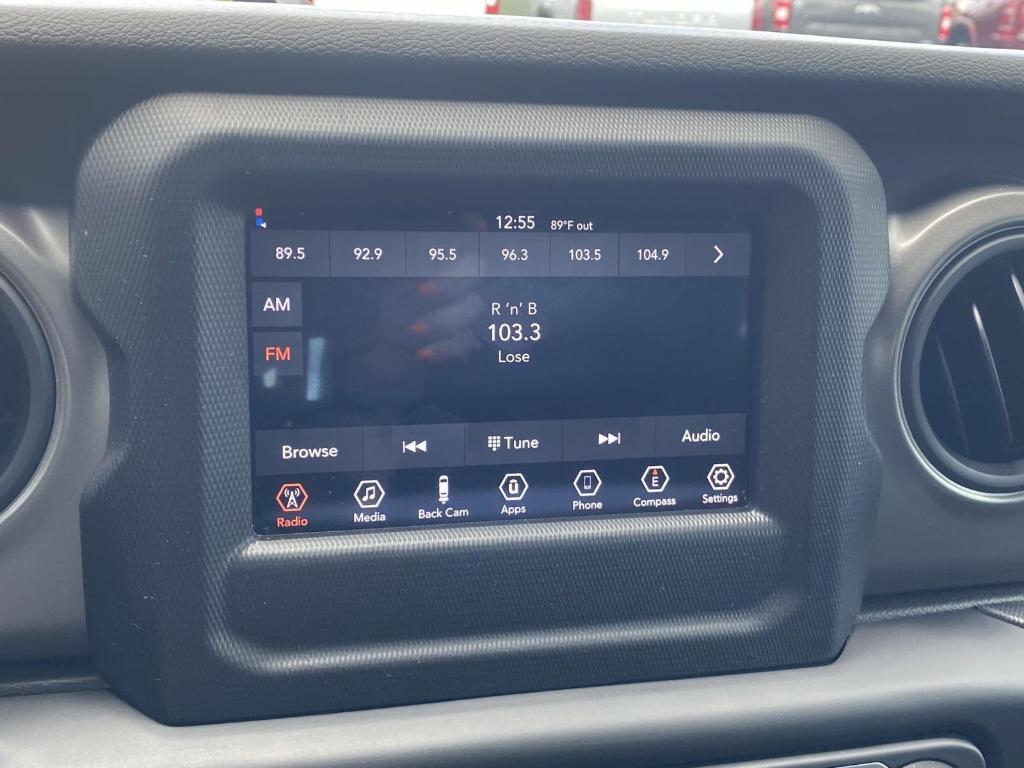 TUNDRA
12:55 89°F out
89.5 92.9 95.5 96.3 103.5 104.9
AM
R 'n' B
103.3
FM
Lose
Browse Tune Audio
Radio Media Back Cam Apps Phone E Compass Settings